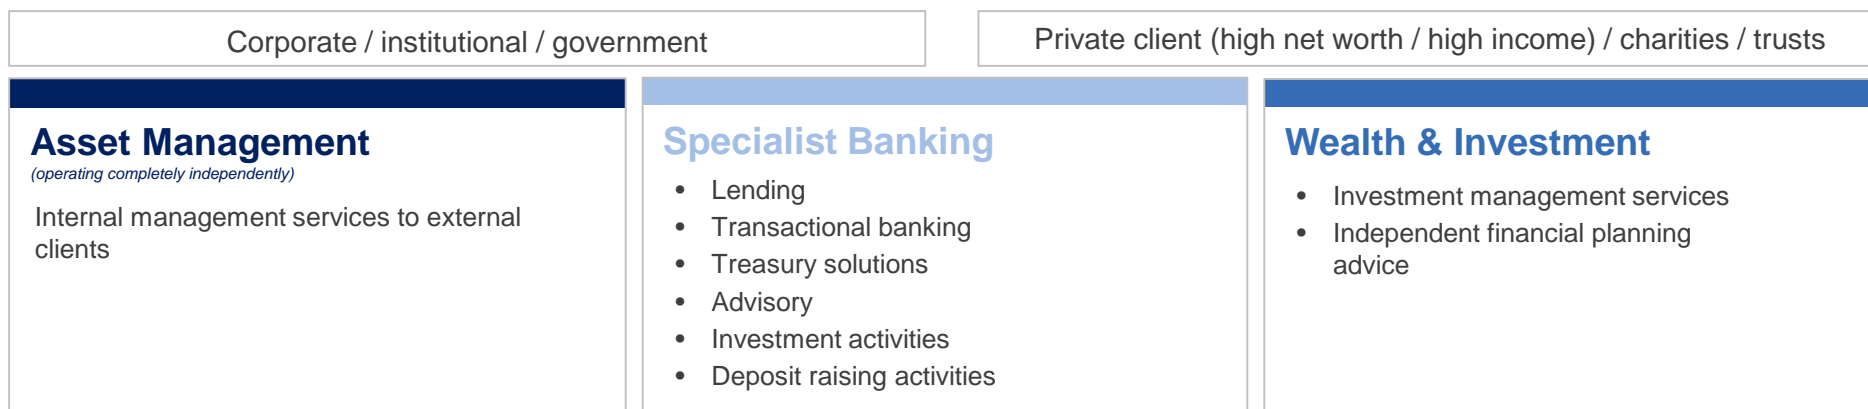 Corporate / institutional / government
Private client (high net worth / high income) / charities / trusts
Asset Management
(operating completely independently)
Internal management services to external
clients
Specialist Banking
• Lending
• Transactional banking
• Treasury solutions
• Advisory
• Investment activities
• Deposit raising activities
Wealth & Investment
• Investment management services
• Independent financial planning
advice